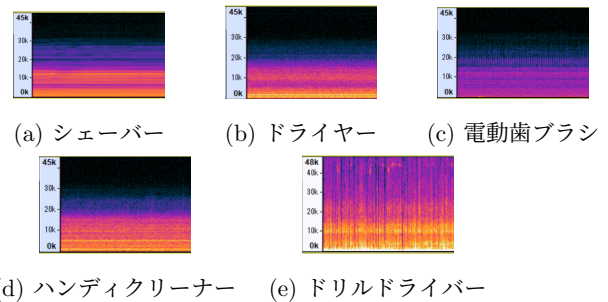 45k 45k 45k
30k 30k 30k
20k 20k 20k
10k 10k 10k
0k 0k 0k
(a) シェーバー (b) ドライヤー (c) 電動歯ブラシ
45k 48k
30k 40k
20k 20k
10k 10k
0k 0k
d) ハンディクリーナー (e) ドリルドライバー